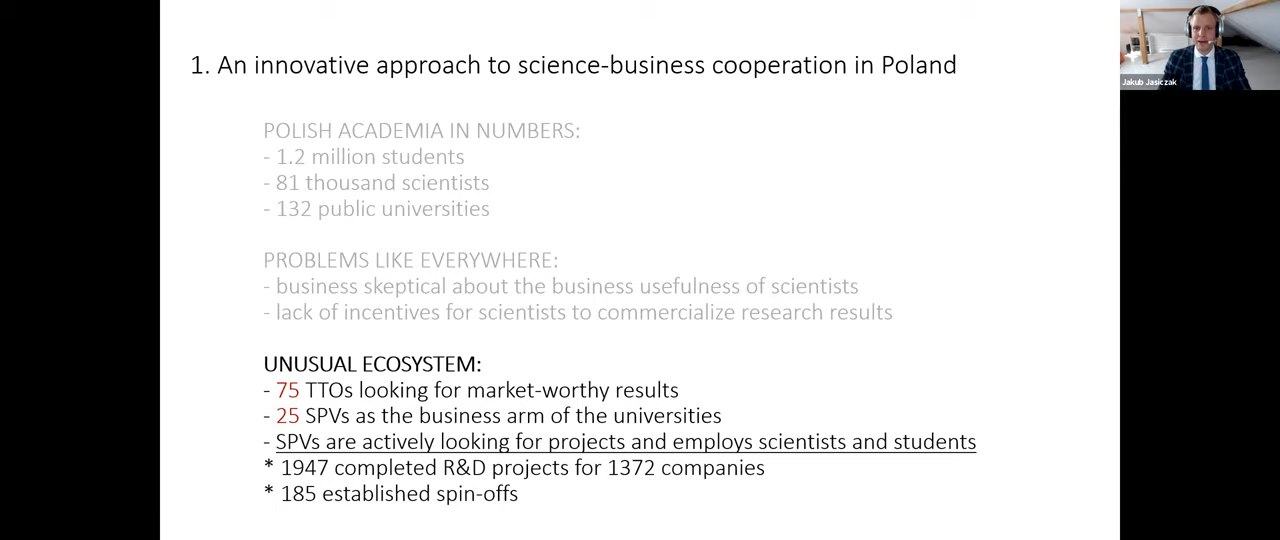 1. An innovative approach to science-business cooperation in Poland
POLISH ACADEMIA IN NUMBERS:
- 1.2 million students
- 81 thousand scientists
- 132 public universities
PROBLEMS LIKE EVERYWHERE:
- business skeptical about the business usefulness of scientists
- lack of incentives for scientists to commercialize research results
UNUSUAL ECOSYSTEM:
- 75 TTOs looking for market-worthy results
- 25 SPVs as the business arm of the universities
- SPVs are actively looking for projects and employs scientists and students
* 1947 completed R&D projects for 1372 companies
* 185 established spin-offs
Jakub Jasiczak